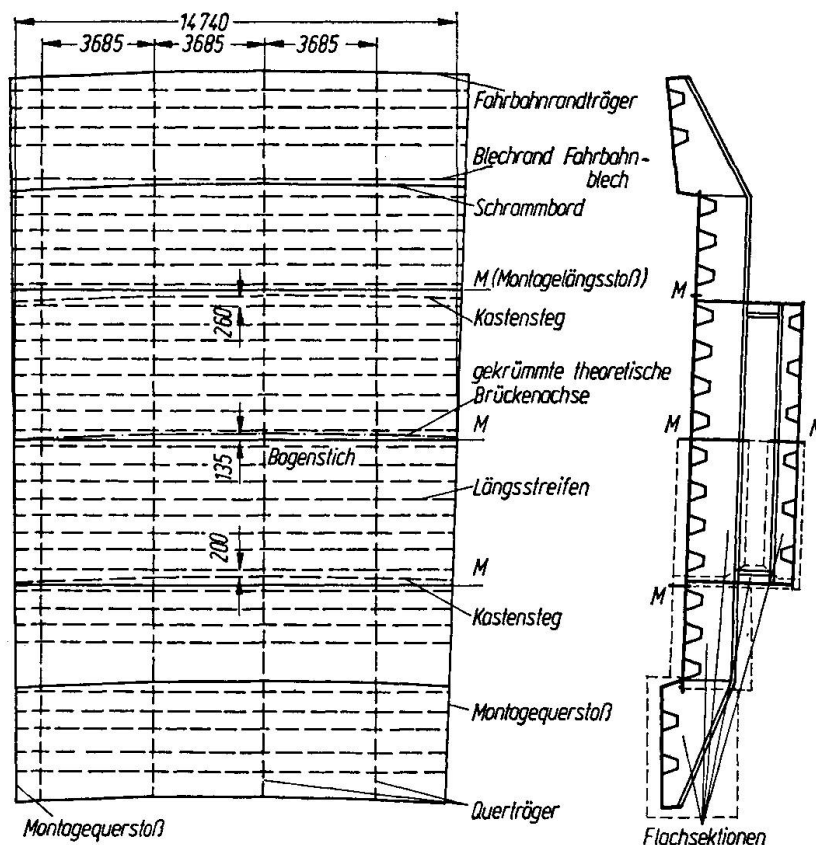 14740
3685 3685 3685
Fahrbahnrandträger
Blechrand Fahrbahn-
blech
Schrammbord
M (Montagelängsstoß)
M
260
Kastensteg
gekrümmte theoretische
Brückenachse
M
M
M
135
Bogenstich
Längsstreifen
200
M
M
Kastensteg
Montagequerstoß
Querträger
Montagequerstoß
Flachsektionen